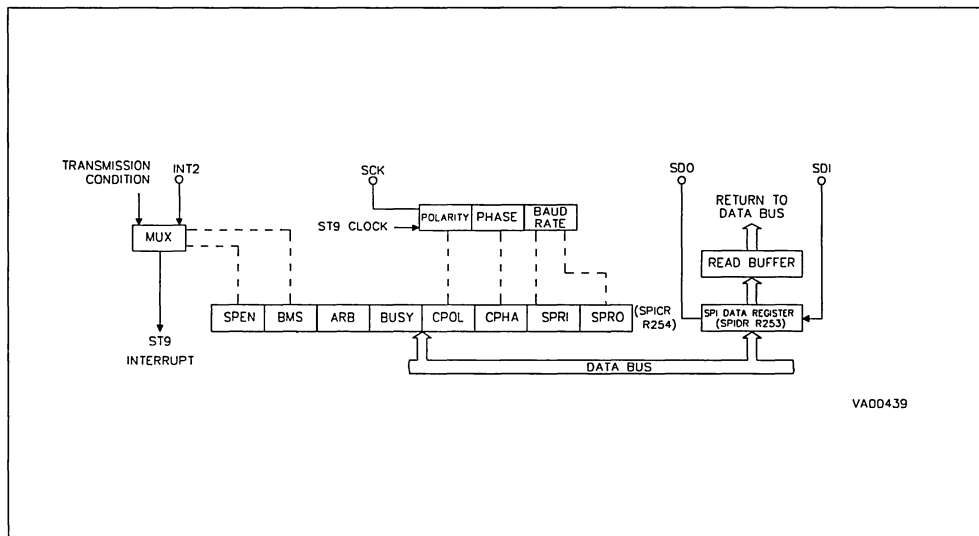 TRANSMISSION
CONDITION
INT2
MUX
ST9
INTERRUPT
SCK
ST9 CLOCK
POLARITY
PHASE
BAUD
RATE
SPEN
BMS
ARB
BUSY
CPOL
CPHA
SPRI
SPRO
(SPICR
R254)
SDO
SDI
RETURN TO
DATA BUS
READ BUFFER
SPI DATA REGISTER
(SPIDR R253)
DATA BUS
VA00439